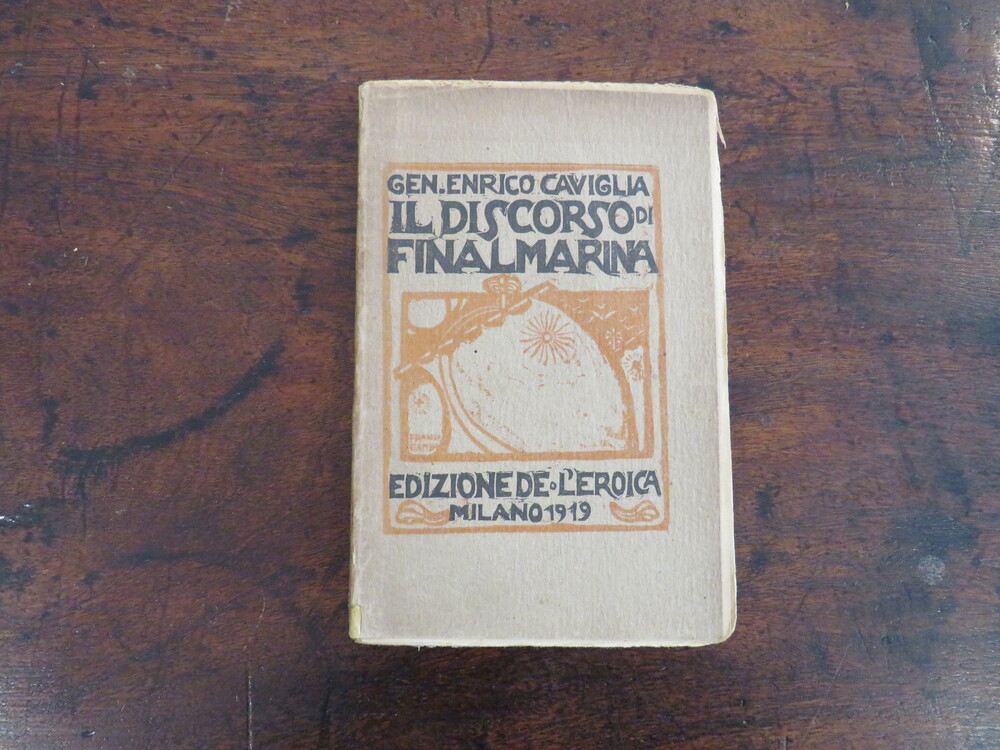 GEN. ENRICO CAVIGLIA
IL DISCORSO DI
FINALMARINA
EDIZIONE DE L'EROICA
MILANO 1919